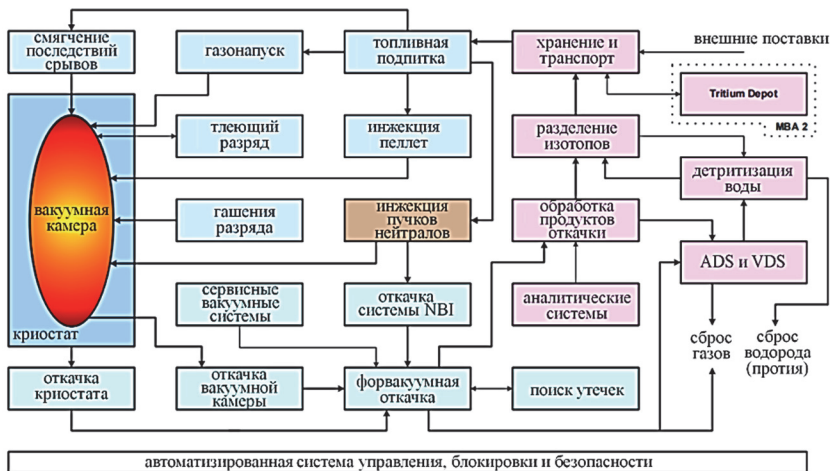 смягчение
последствий
срывов
газонапуск
топливная
подпитка
хранение и
транспорт
внешние поставки
Tritium Depot
MBA 2
тлеющий
разряд
инжекция
пеллет
разделение
изотопов
детритизация
воды
вакуумная
камера
гашения
разряда
инжекция
пучков
нейтралов
обработка
продуктов
откачки
ADS и VDS
сервисные
вакуумные
системы
откачка
системы NBI
аналитические
системы
криостат
сброс
газов
сброс
водорода
(протия)
откачка
криостата
откачка
вакуумной
камеры
форвакуумная
откачка
поиск утечек
автоматизированная система управления, блокировки и безопасности